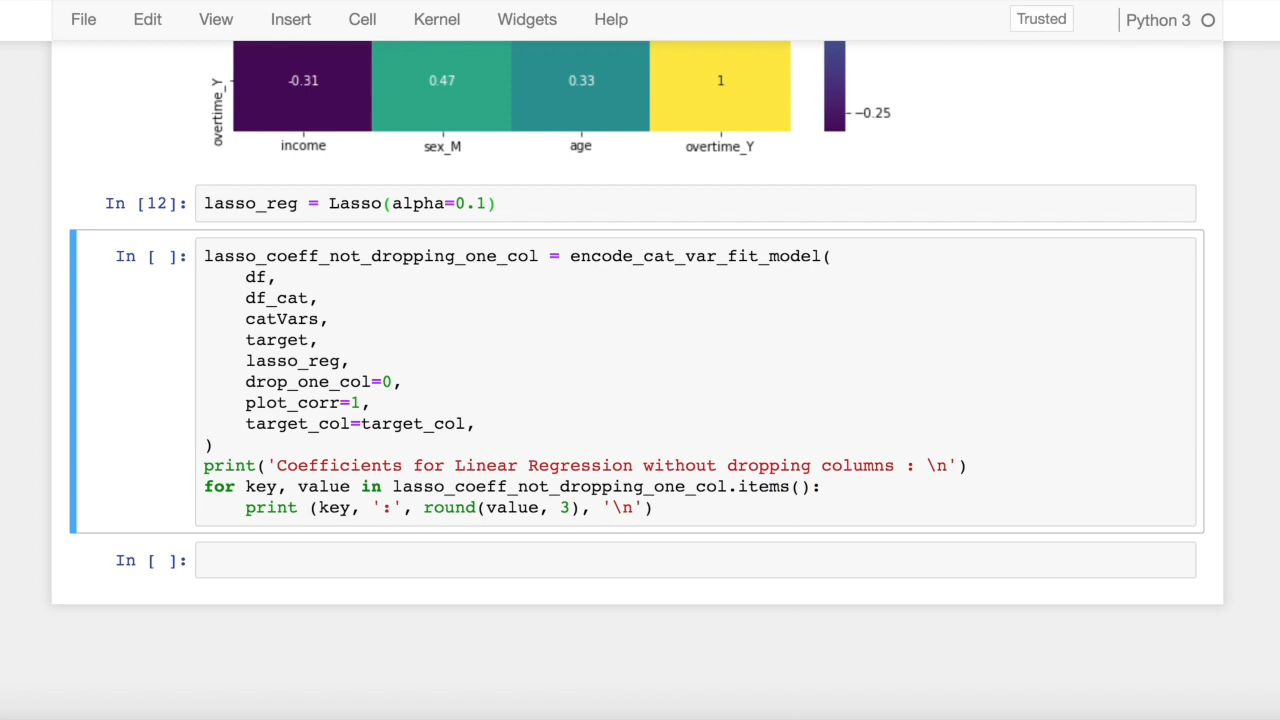 File Edit View Insert Cell Kernel Widgets Help Trusted Python 3
overtime_Y -0.31 0.47 0.33 1 -0.25
income sex_M age overtime_Y
In [12]: lasso_reg = Lasso(alpha=0.1)
In [ ]: lasso_coeff_not_dropping_one_col = encode_cat_var_fit_model(
    df,
    df_cat,
    catVars,
    target,
    lasso_reg,
    drop_one_col=0,
    plot_corr=1,
    target_col=target_col,
)
print('Coefficients for Linear Regression without dropping columns : \n')
for key, value in lasso_coeff_not_dropping_one_col.items():
    print (key, ':', round(value, 3), '\n')
In [ ]: